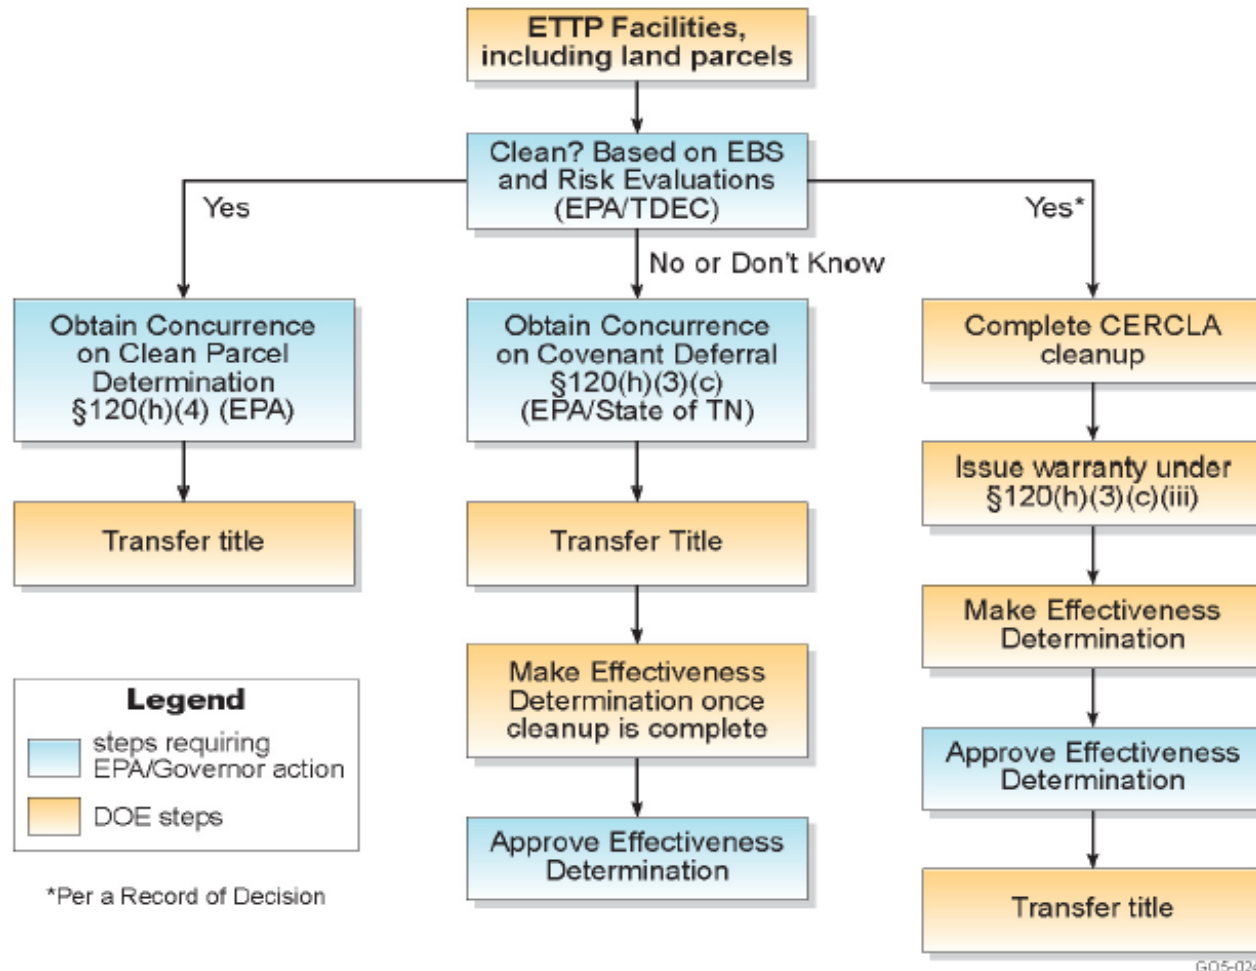 ETTP Facilities,
including land parcels
Clean? Based on EBS
and Risk Evaluations
(EPA/TDEC)
Yes
No or Don't Know
Yes*
Obtain Concurrence
on Clean Parcel
Determination
§120(h)(4) (EPA)
Transfer title
Obtain Concurrence
on Covenant Deferral
§120(h)(3)(c)
(EPA/State of TN)
Transfer Title
Make Effectiveness
Determination once
cleanup is complete
Approve Effectiveness
Determination
Complete CERCLA
cleanup
Issue warranty under
§120(h)(3)(c)(iii)
Make Effectiveness
Determination
Approve Effectiveness
Determination
Transfer title
Legend
steps requiring
EPA/Governor action
DOE steps
*Per a Record of Decision